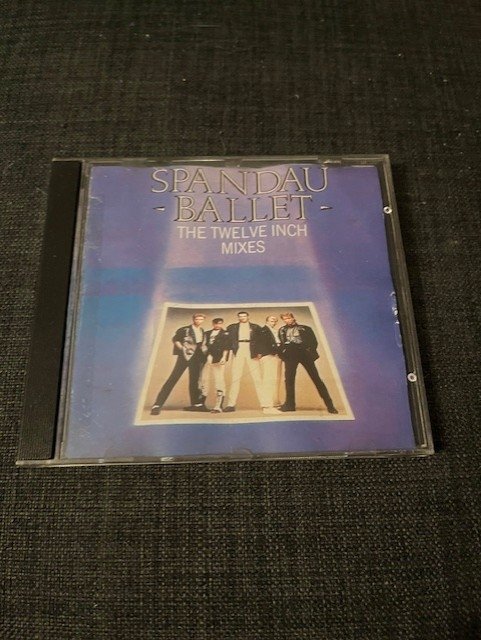 SPANDAU
- BALLET -
THE TWELVE INCH
MIXES